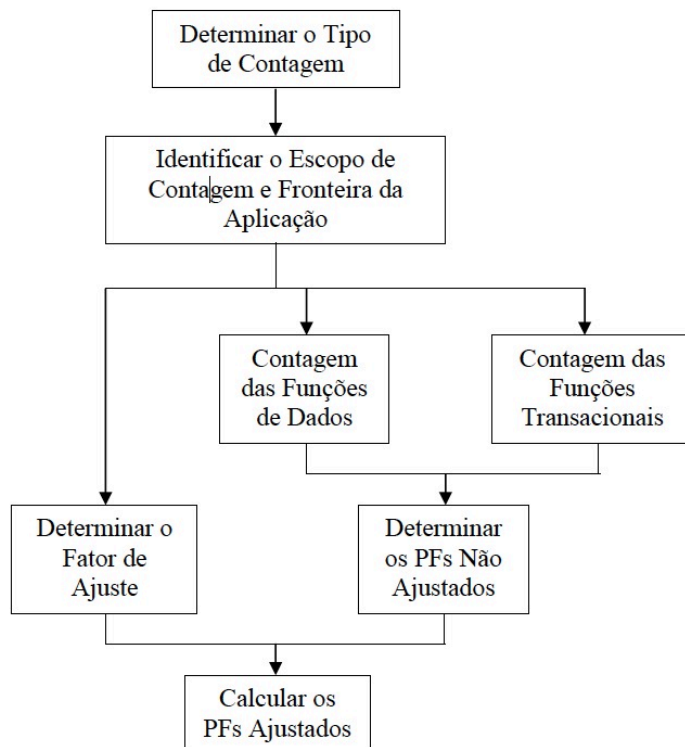 Determinar o Tipo
de Contagem
Identificar o Escopo de
Contagem e Fronteira da
Aplicação
Contagem
das Funções
de Dados
Contagem das
Funções
Transacionais
Determinar o
Fator de
Ajuste
Determinar
os PFs Não
Ajustados
Calcular os
PFs Ajustados